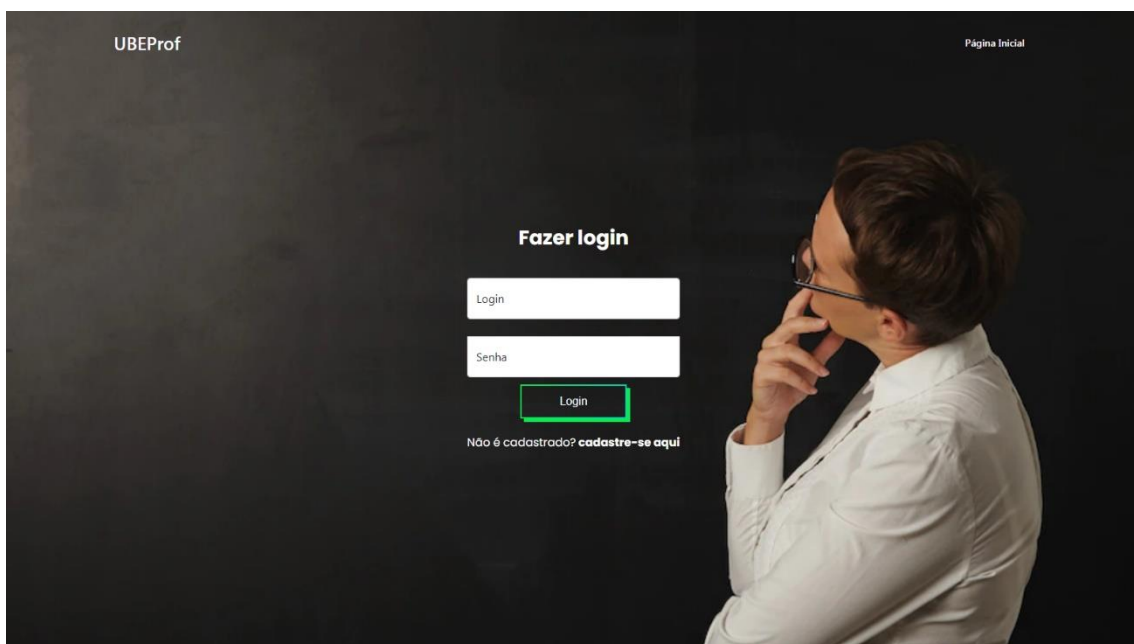 UBEProf
Página Inicial
Fazer login
Login
Senha
Login
Não é cadastrado? cadastre-se aqui